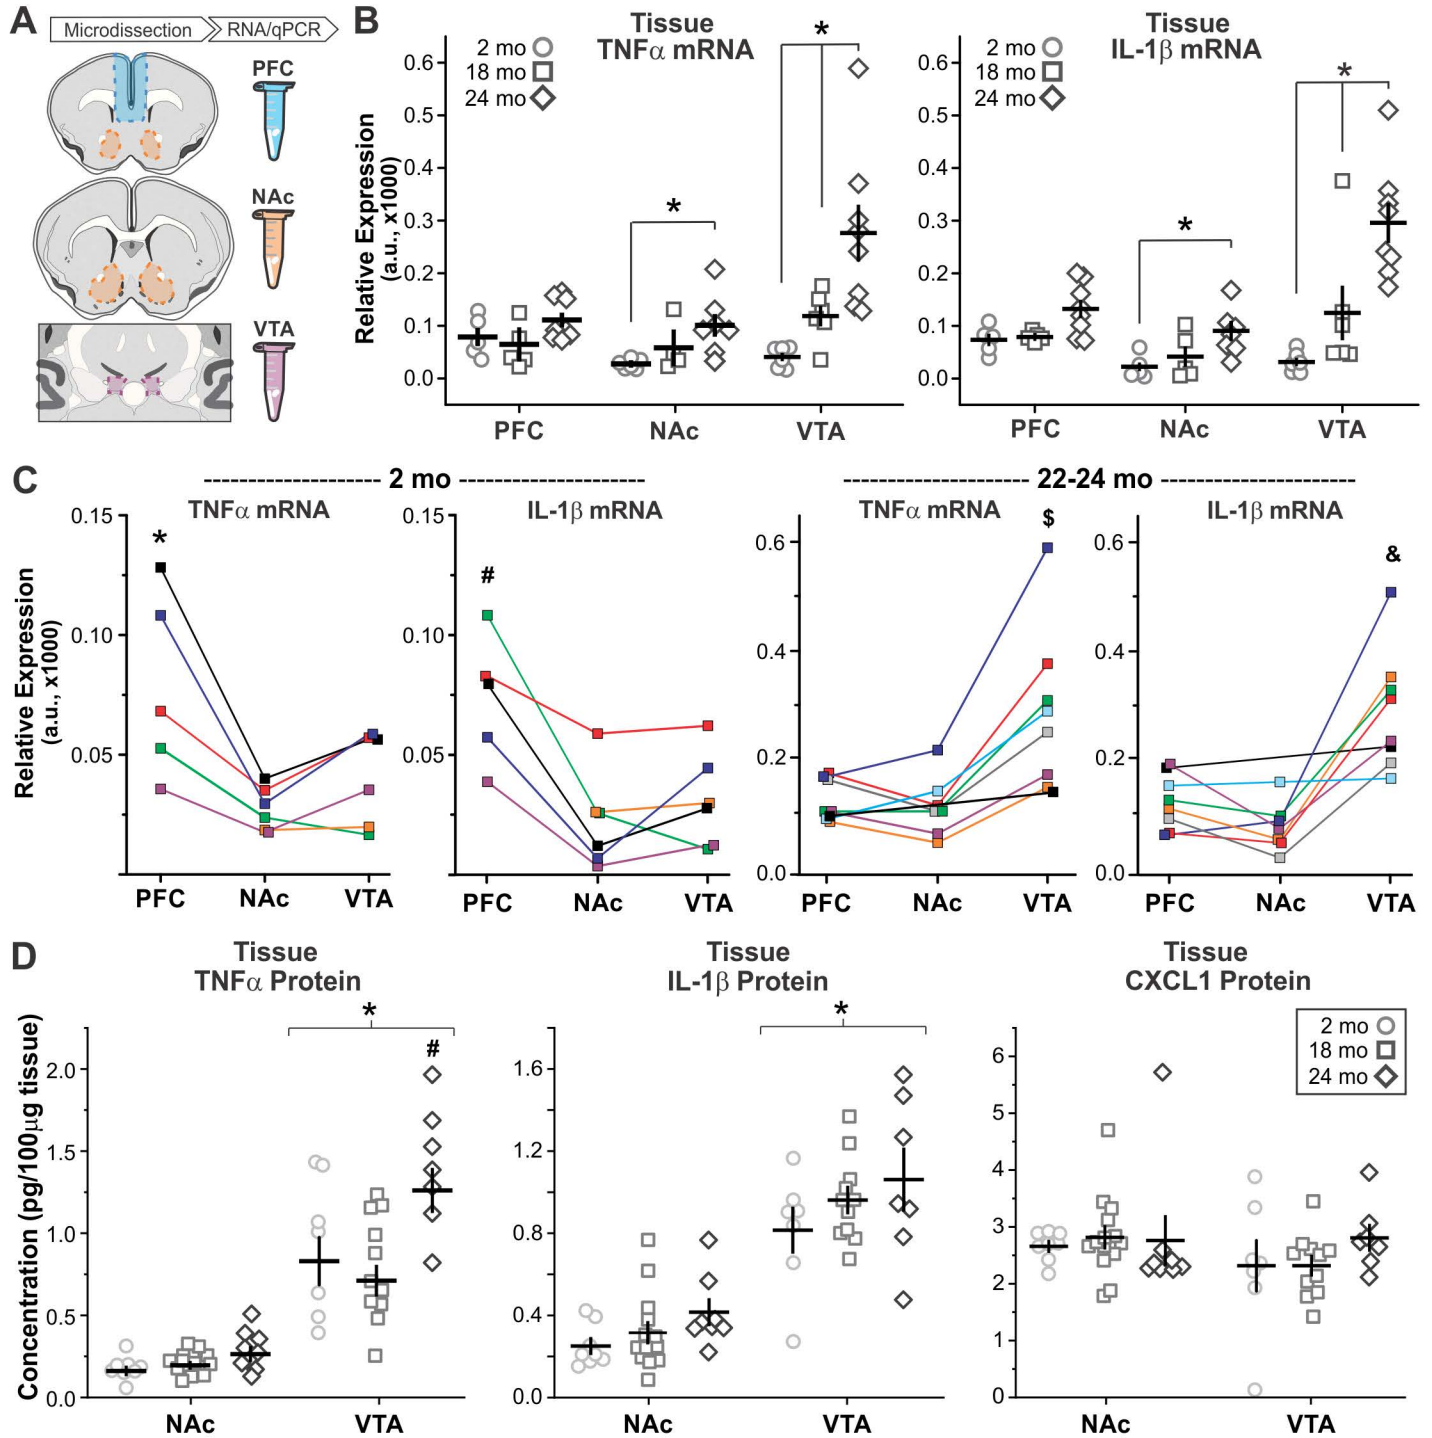 A
Microdissection
RNA/qPCR
PFC
NAc
VTA
B
Tissue
TNFα mRNA
2 mo
18 mo
24 mo
*
*
Relative Expression
(a.u., x1000)
0.6
0.5
0.4
0.3
0.2
0.1
0.0
PFC
NAc
VTA
Tissue
IL-1β mRNA
2 mo
18 mo
24 mo
*
*
0.6
0.5
0.4
0.3
0.2
0.1
0.0
PFC
NAc
VTA
C
2 mo
TNFα mRNA
*
Relative Expression
(a.u., x1000)
0.15
0.10
0.05
PFC
NAc
VTA
IL-1β mRNA
#
0.15
0.10
0.05
PFC
NAc
VTA
22-24 mo
TNFα mRNA
$
0.6
0.4
0.2
0.0
PFC
NAc
VTA
IL-1β mRNA
&
0.6
0.4
0.2
0.0
PFC
NAc
VTA
D
Tissue
TNFα Protein
*
#
Concentration (pg/100μg tissue)
2.0
1.5
1.0
0.5
0.0
NAc
VTA
Tissue
IL-1β Protein
*
1.6
1.2
0.8
0.4
0.0
NAc
VTA
Tissue
CXCL1 Protein
2 mo
18 mo
24 mo
6
5
4
3
2
1
0
NAc
VTA